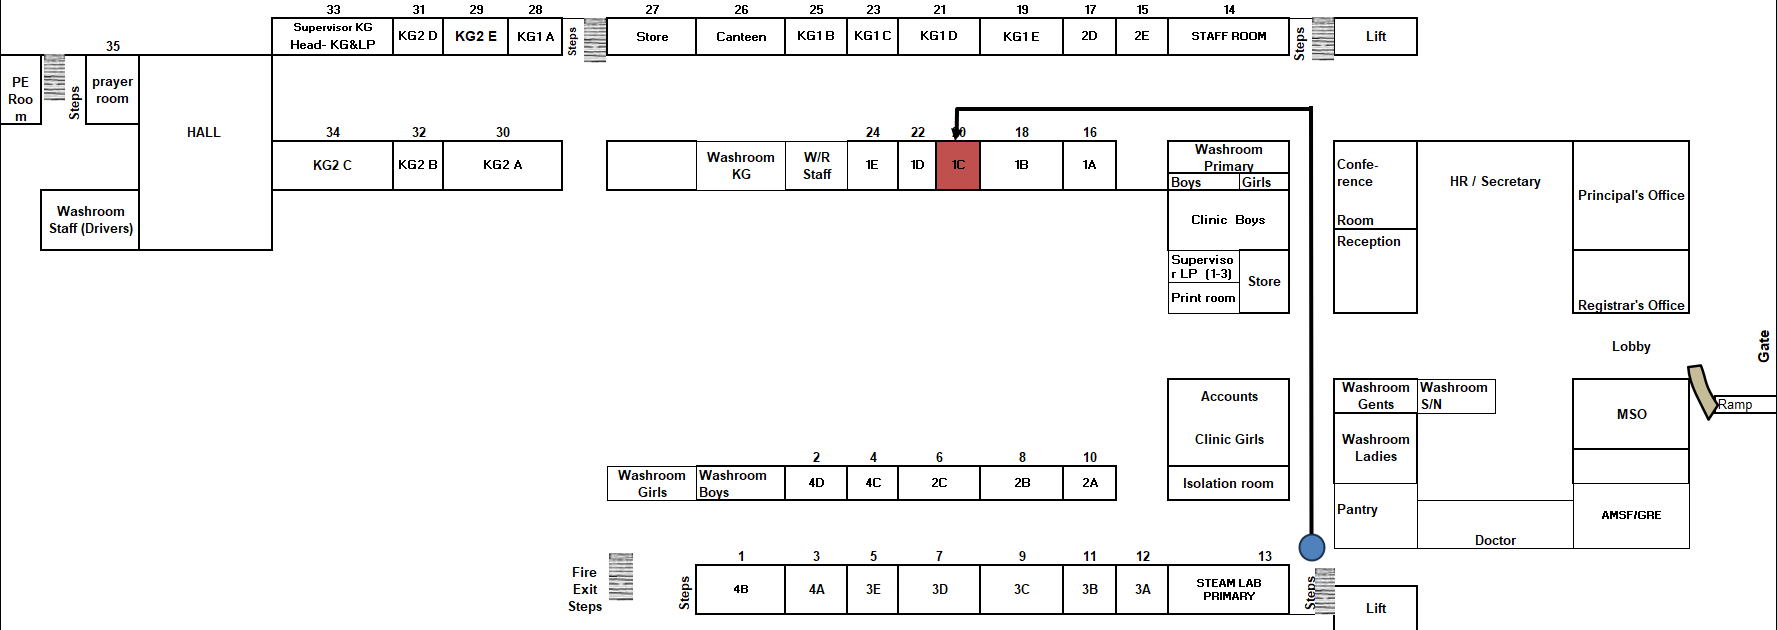 33 31 29 28 27 26 25 23 21 19 17 15 14
Supervisor KG
Head- KG&LP
KG2 D
KG2 E
KG1 A
Steps
Store
Canteen
KG1 B
KG1 C
KG1 D
KG1 E
2D
2E
STAFF ROOM
Steps
Lift
35
PE
Roo
m
Steps
prayer
room
HALL
34 32 30 24 22 20 18 16
KG2 C
KG2 B
KG2 A
Washroom
KG
W/R
Staff
1E
1D
1C
1B
1A
Washroom
Primary
Boys
Girls
Clinic Boys
Superviso
r LP (1-3)
Print room
Store
Confe-
rence
Room
Reception
HR / Secretary
Principal's Office
Registrar's Office
Washroom
Staff (Drivers)
Lobby
Gate
Ramp
Accounts
Clinic Girls
Isolation room
Washroom
Gents
Washroom
S/N
Washroom
Ladies
Pantry
Doctor
MSO
AMSF/GRE
2 4 6 8 10
Washroom
Girls
Washroom
Boys
4D
4C
2C
2B
2A
1 3 5 7 9 11 12 13
Fire
Exit
Steps
Steps
4B
4A
3E
3D
3C
3B
3A
STEAM LAB
PRIMARY
Steps
Lift